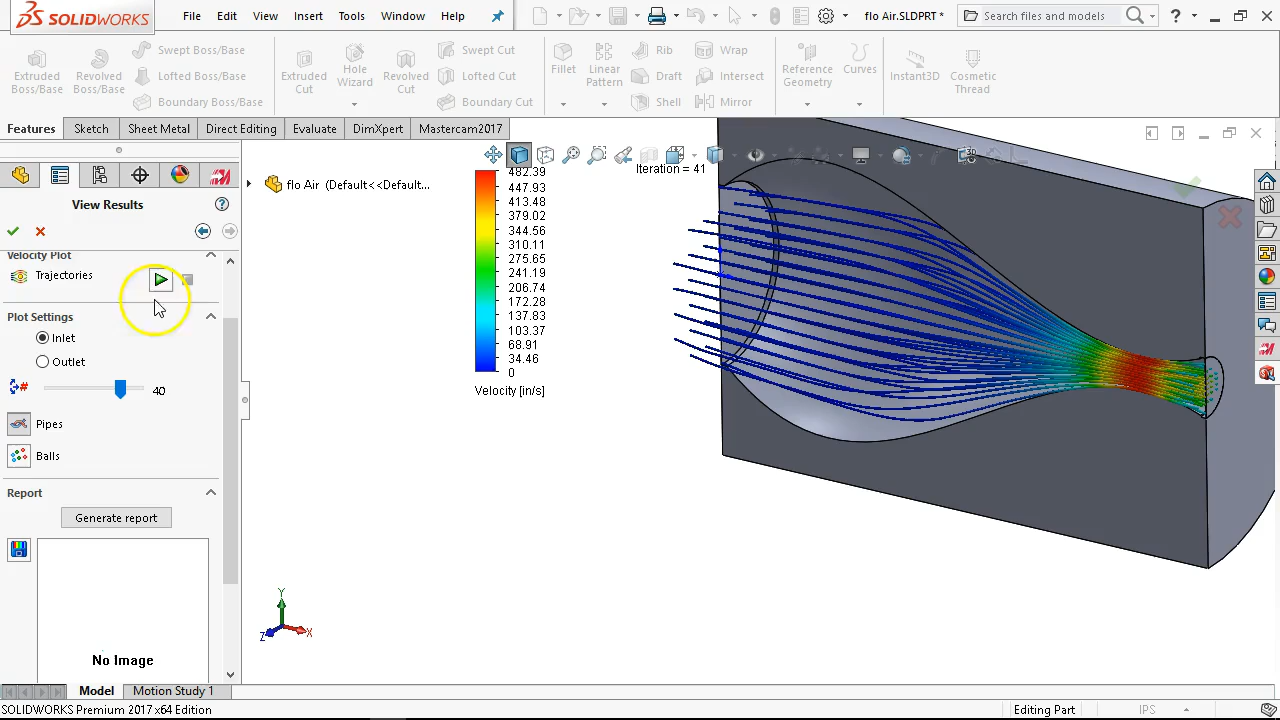 SOLIDWORKS
File Edit View Insert Tools Window Help
flo Air.SLDPRT *
Search files and models
?
Extruded Boss/Base
Revolved Boss/Base
Swept Boss/Base
Lofted Boss/Base
Boundary Boss/Base
Extruded Cut
Hole Wizard
Revolved Cut
Swept Cut
Lofted Cut
Boundary Cut
Fillet
Linear Pattern
Rib
Draft
Shell
Wrap
Intersect
Mirror
Reference Geometry
Curves
Instant3D
Cosmetic Thread
Features Sketch Sheet Metal Direct Editing Evaluate DimXpert Mastercam2017
View Results
?
Velocity Plot
Trajectories
Plot Settings
Inlet
Outlet
40
Pipes
Balls
Report
Generate report
No Image
flo Air (Default<<Default...
Iteration = 41
482.39
447.93
413.48
379.02
344.56
310.11
275.65
241.19
206.74
172.28
137.83
103.37
68.91
34.46
0
Velocity [in/s]
Y
Z
X
Model Motion Study 1
SOLIDWORKS Premium 2017 x64 Edition
Editing Part
IPS